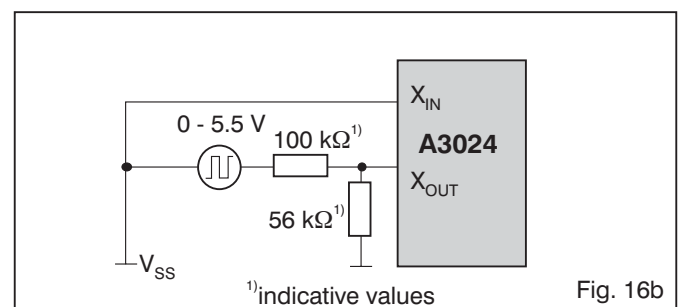 X_IN
0 - 5.5 V
100 kΩ¹⁾
A3024
X_OUT
56 kΩ¹⁾
V_SS
¹⁾indicative values
Fig. 16b